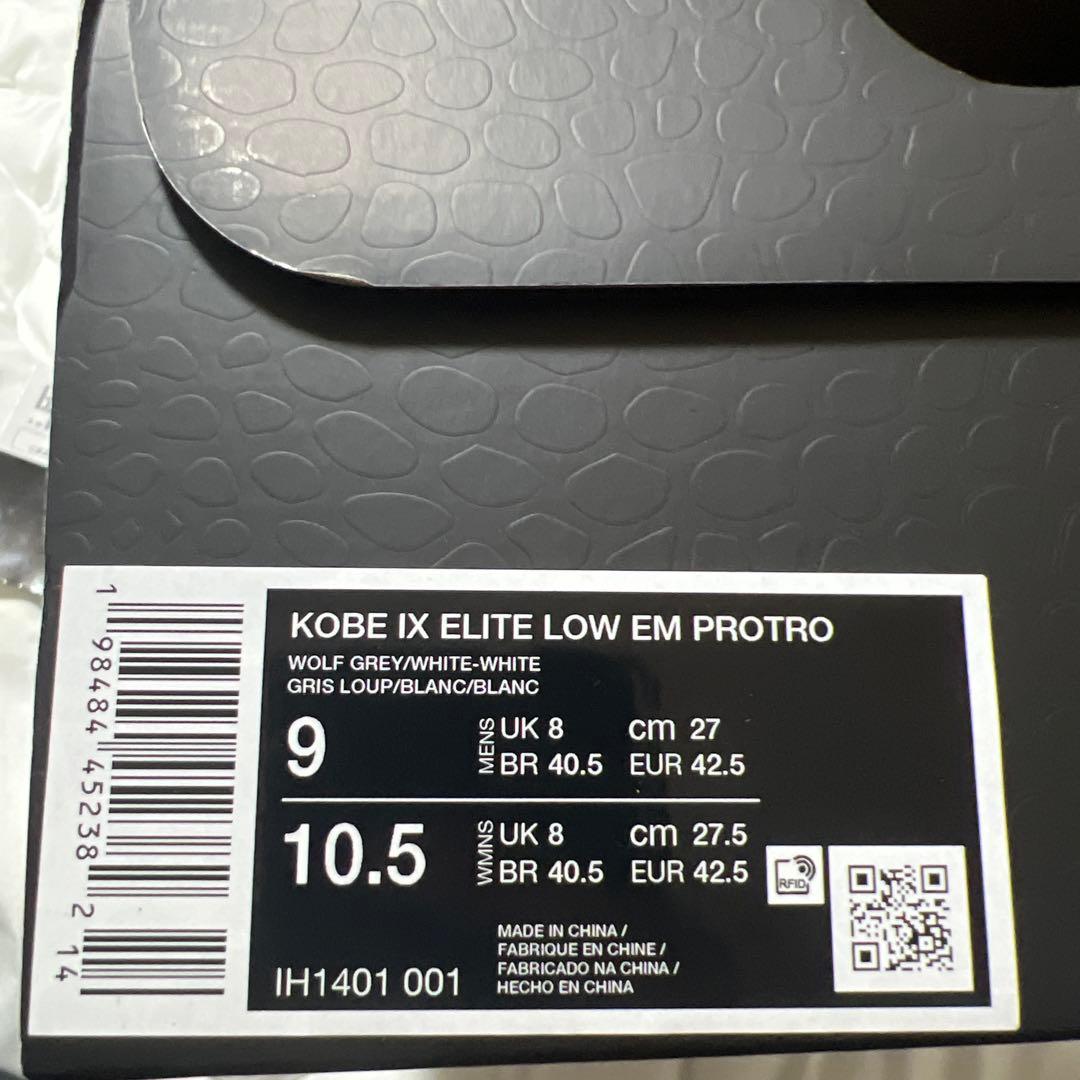 KOBE IX ELITE LOW EM PROTRO
WOLF GREY/WHITE-WHITE
GRIS LOUP/BLANC/BLANC
9
MENS
UK 8 cm 27
BR 40.5 EUR 42.5
10.5
WMNS
UK 8 cm 27.5
BR 40.5 EUR 42.5
RFID
MADE IN CHINA /
FABRIQUE EN CHINE /
FABRICADO NA CHINA /
HECHO EN CHINA
IH1401 001
1 98484 45238 2 14